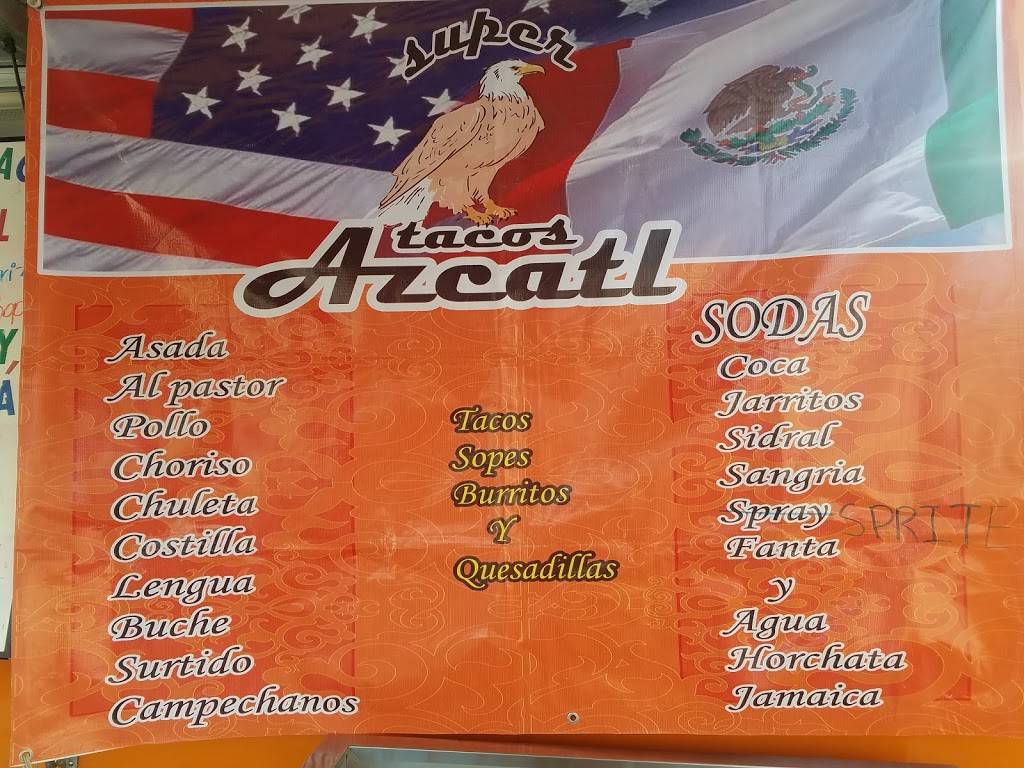 super
tacos
Azcatl
Asada
Al pastor
Pollo
Choriso
Chuleta
Costilla
Lengua
Buche
Surtido
Campechanos
Tacos
Sopes
Burritos
Y
Quesadillas
SODAS
Coca
Jarritos
Sidral
Sangria
Spray SPRITE
Fanta
y
Agua
Horchata
Jamaica